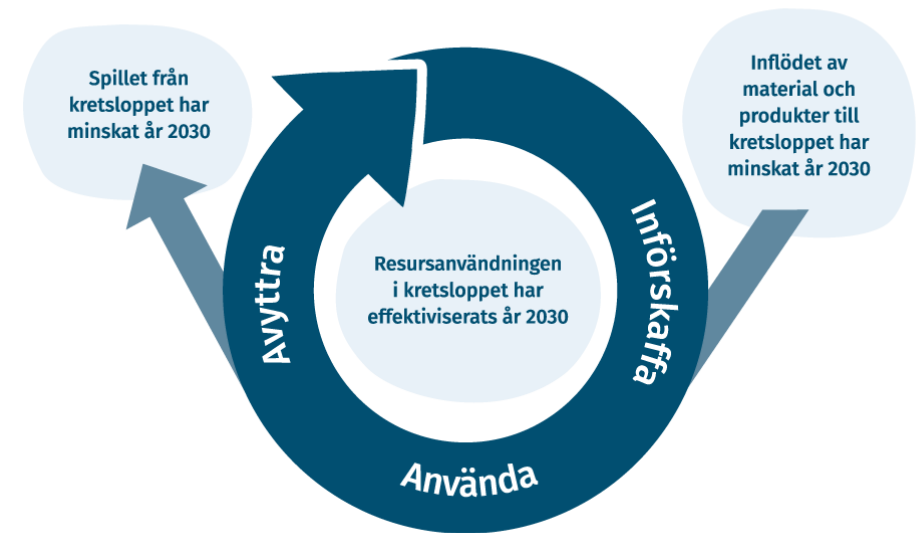 Spillet från
kretsloppet har
minskat år 2030
Inflödet av
material och
produkter till
kretsloppet har
minskat år 2030
Resursanvändningen
i kretsloppet har
effektiviserats år 2030
Införskaffa
Använda
Avyttra